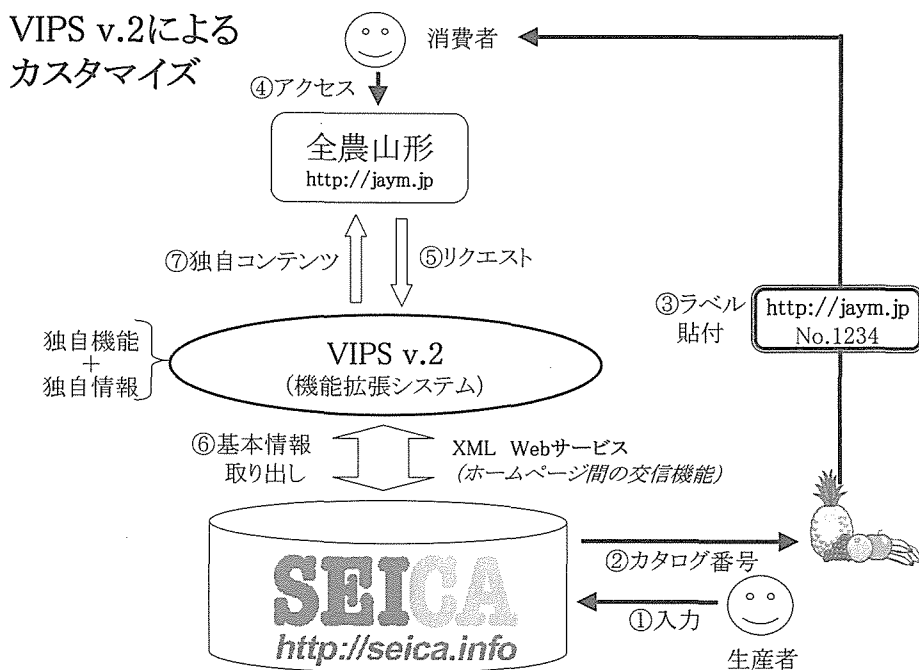 VIPS v.2による
カスタマイズ
消費者
④アクセス
全農山形
http://jaym.jp
⑦独自コンテンツ
⑤リクエスト
③ラベル
貼付
http://jaym.jp
No.1234
独自機能
+
独自情報
VIPS v.2
(機能拡張システム)
⑥基本情報
取り出し
XML Webサービス
(ホームページ間の交信機能)
SEICA
http://seica.info
②カタログ番号
①入力
生産者